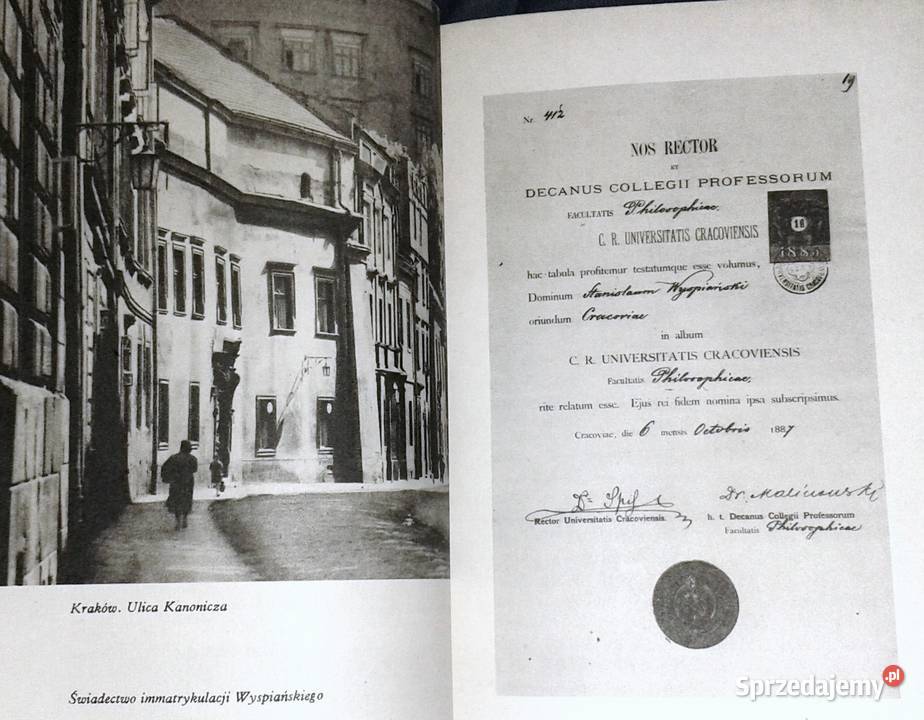 Kraków. Ulica Kanonicza
Świadectwo immatrykulacji Wyspiańskiego
19
Nr. 412
NOS RECTOR
ET
DECANUS COLLEGII PROFESSORUM
FACULTATIS Philosophicae,
C. R. UNIVERSITATIS CRACOVIENSIS
hac tabula profitemur testatumque esse volumus,
Dominum Stanislaum Wyspiański
oriundum Cracoviae
in album
C. R. UNIVERSITATIS CRACOVIENSIS
Facultatis Philosophicae,
rite relatum esse. Ejus rei fidem nomina ipsa subscripsimus.
Cracoviae, die 6 mensis Octobris 1887
Dr. Malinowski
Rector Universitatis Cracoviensis.
h. t. Decanus Collegii Professorum
Facultatis Philosophicae
Sprzedajemy.pl